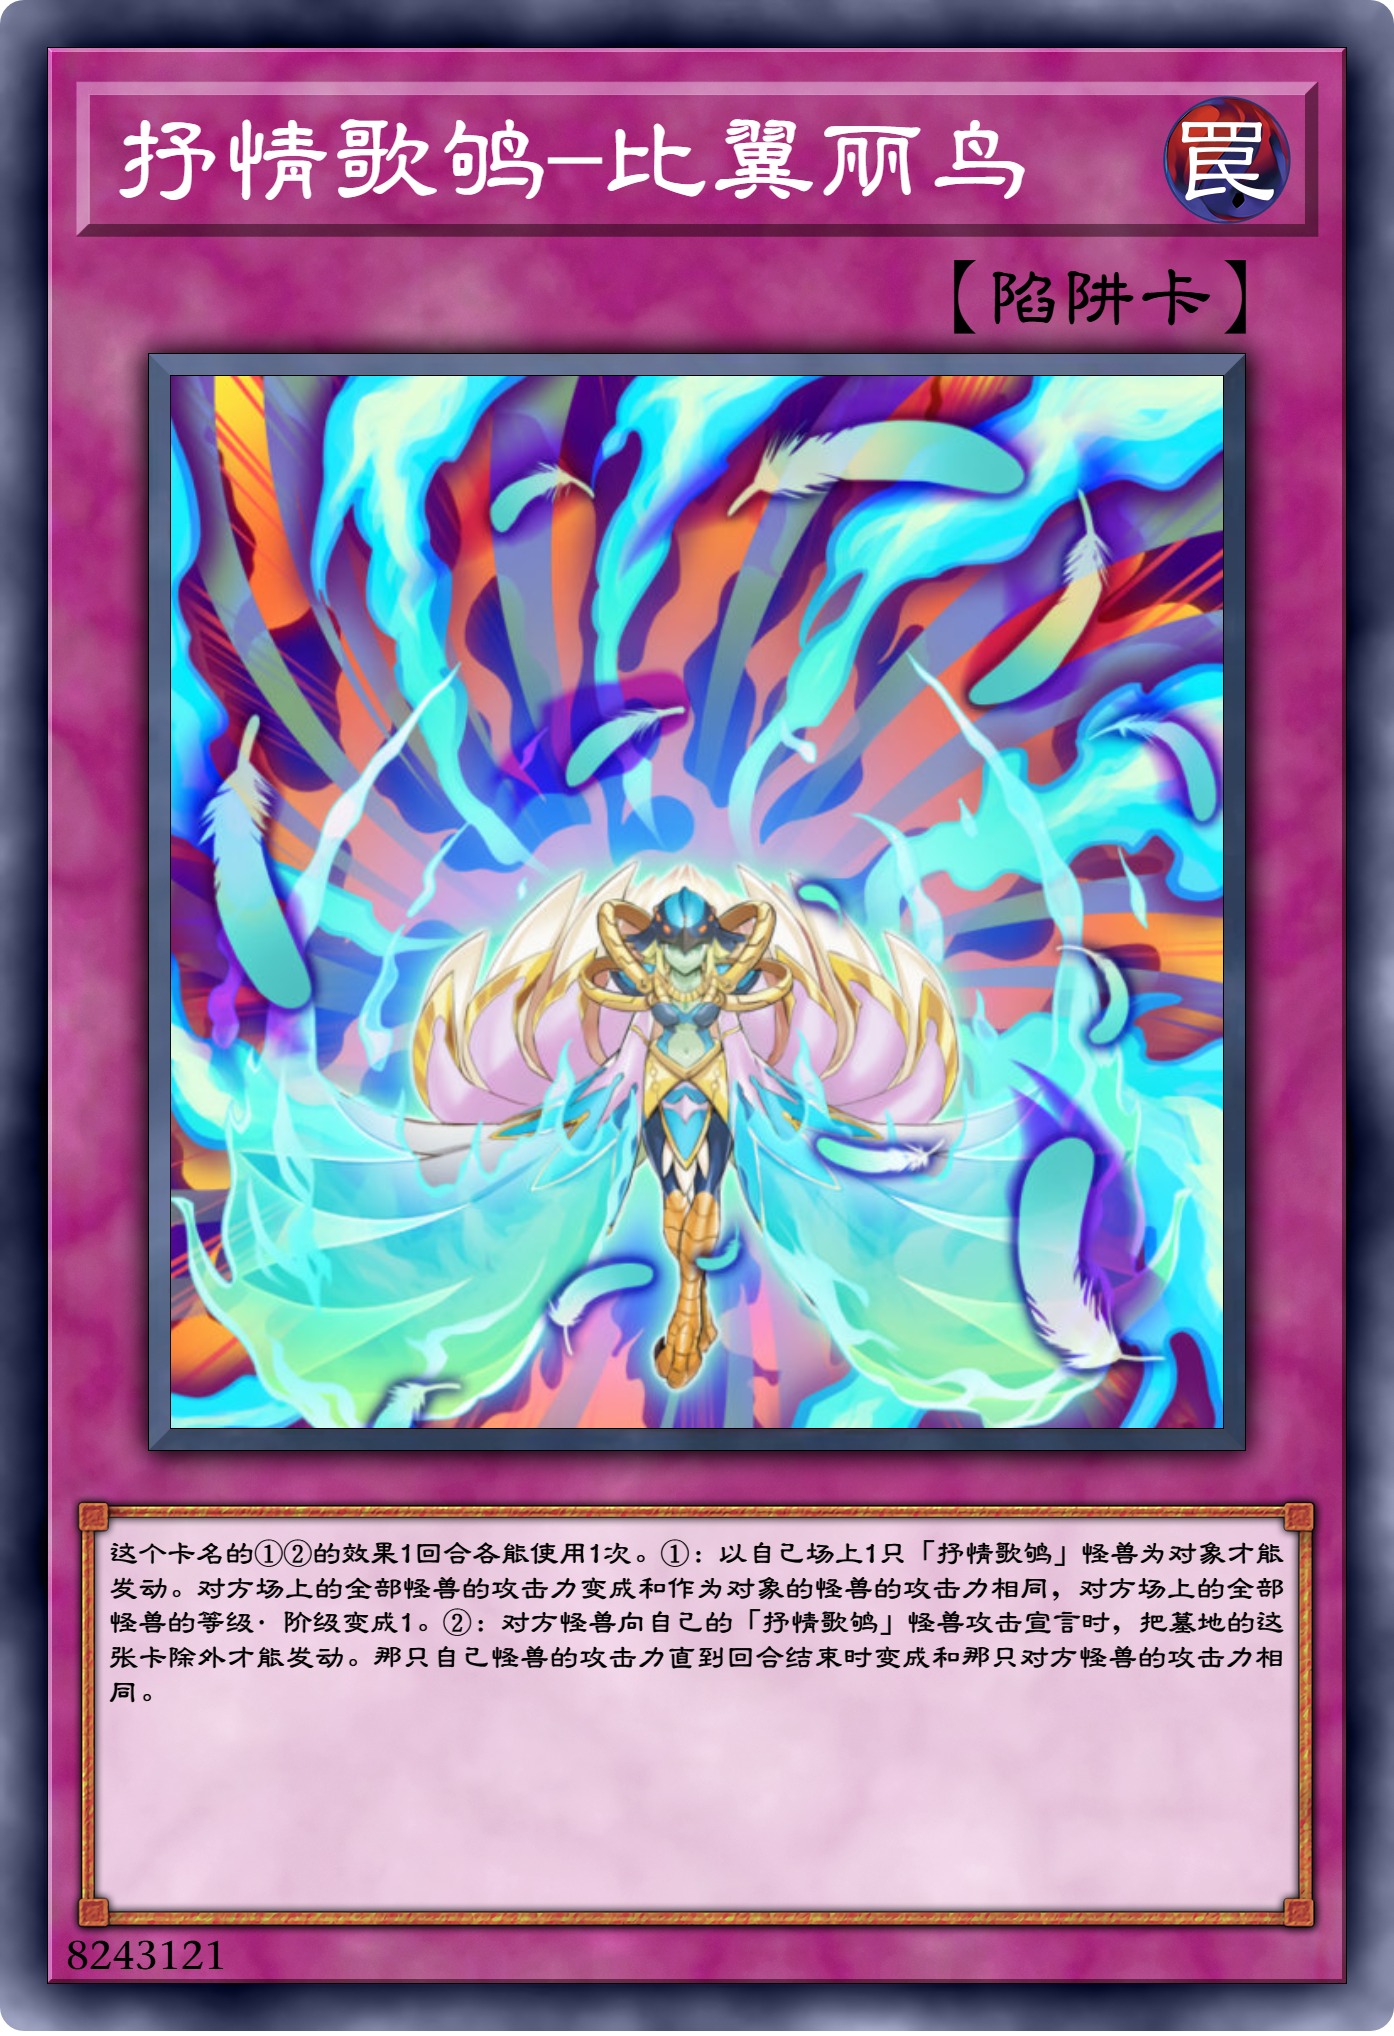 抒情歌鸲-比翼丽鸟
罠
【陷阱卡】
这个卡名的①②的效果1回合各能使用1次。①：以自己场上1只「抒情歌鸲」怪兽为对象才能
发动。对方场上的全部怪兽的攻击力变成和作为对象的怪兽的攻击力相同，对方场上的全部
怪兽的等级·阶级变成1。②：对方怪兽向自己的「抒情歌鸲」怪兽攻击宣言时，把墓地的这
张卡除外才能发动。那只自己怪兽的攻击力直到回合结束时变成和那只对方怪兽的攻击力相
同。
8243121